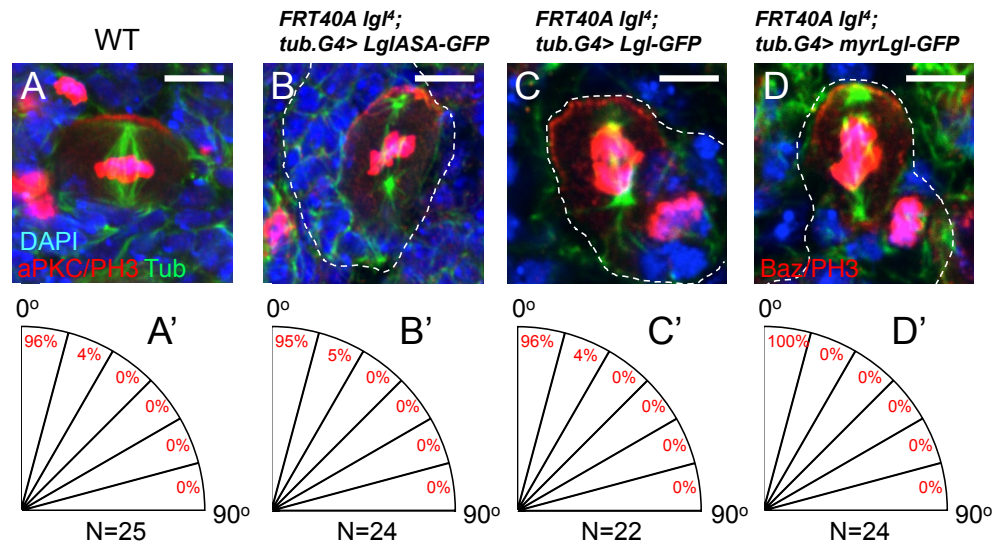 WT
FRT40A lgl⁴;
tub.G4> LglASA-GFP
FRT40A lgl⁴;
tub.G4> Lgl-GFP
FRT40A lgl⁴;
tub.G4> myrLgl-GFP
A
DAPI
aPKC/PH3 Tub
B
C
D
Baz/PH3
0º
A’
96%
4%
0%
0%
0%
0%
90º
N=25
0º
B’
95%
5%
0%
0%
0%
0%
90º
N=24
0º
C’
96%
4%
0%
0%
0%
0%
90º
N=22
0º
D’
100%
0%
0%
0%
0%
0%
90º
N=24